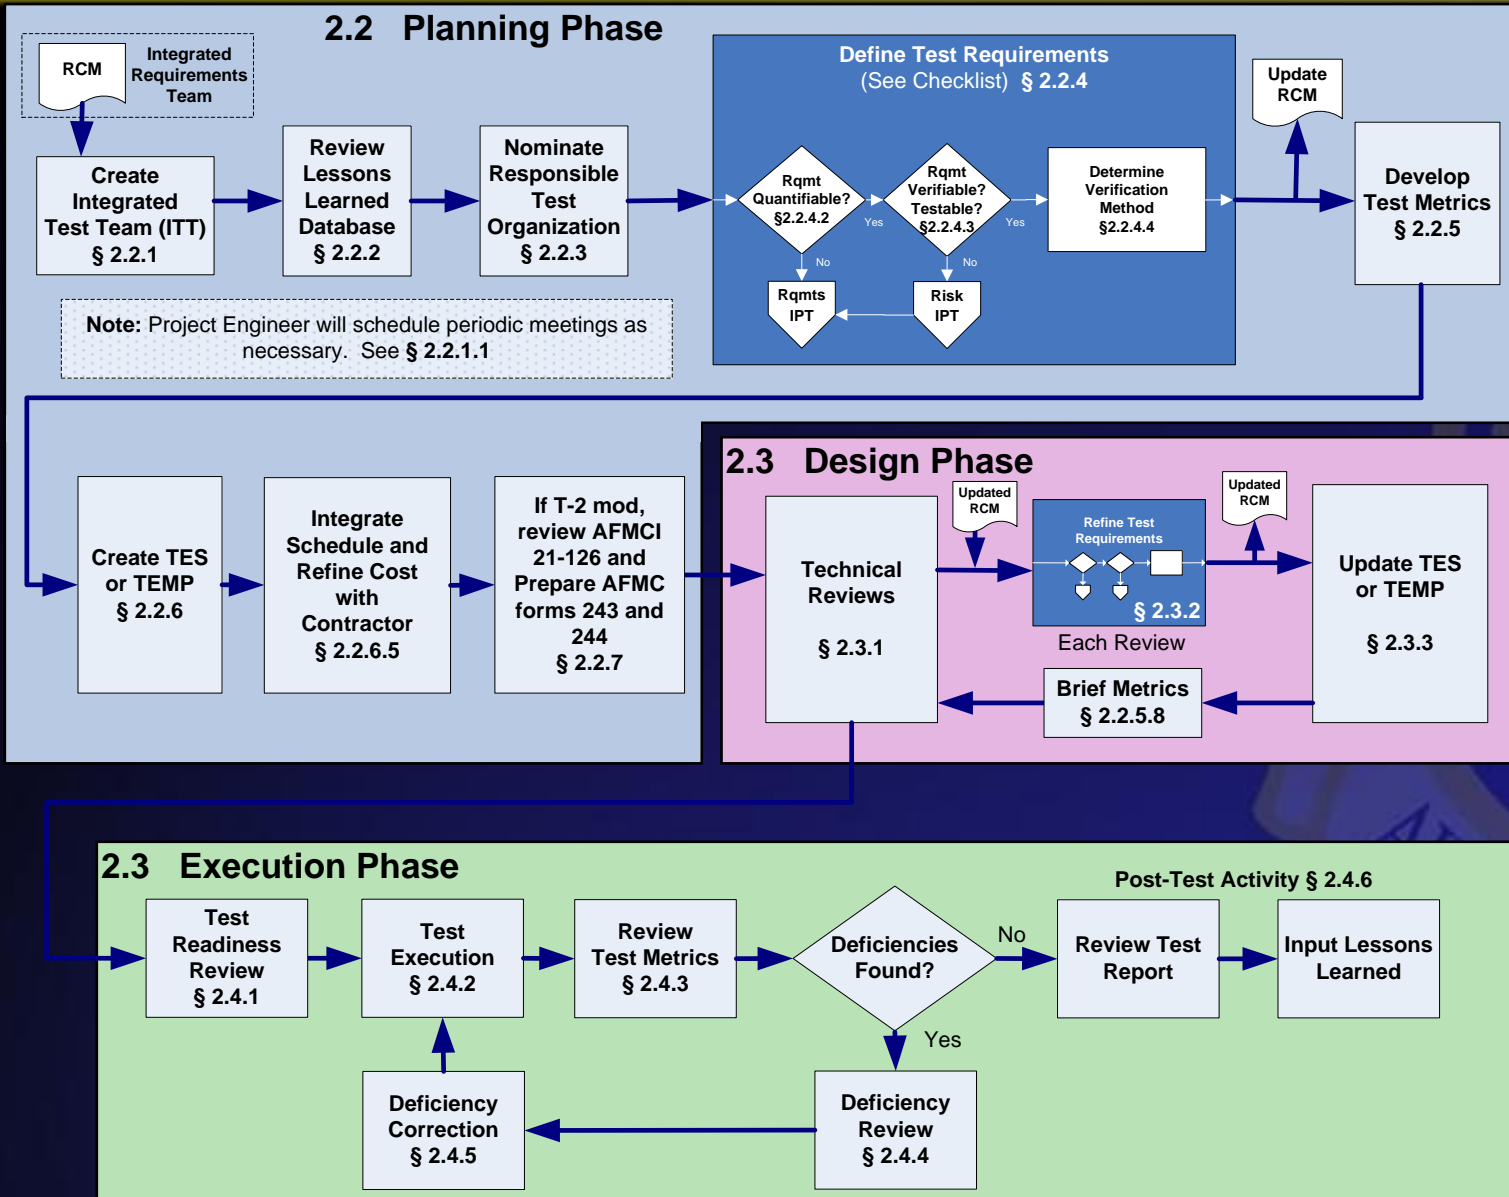 2.2 Planning Phase
RCM
Integrated
Requirements
Team
Create
Integrated
Test Team (ITT)
§ 2.2.1
Review
Lessons
Learned
Database
§ 2.2.2
Nominate
Responsible
Test
Organization
§ 2.2.3
Define Test Requirements
(See Checklist) § 2.2.4
Rqmt
Quantifiable?
§2.2.4.2
Yes
No
Rqmts
IPT
Rqmt
Verifiable?
Testable?
§2.2.4.3
Yes
No
Risk
IPT
Determine
Verification
Method
§2.2.4.4
Update
RCM
Develop
Test Metrics
§ 2.2.5
Note: Project Engineer will schedule periodic meetings as
necessary. See § 2.2.1.1
Create TES
or TEMP
§ 2.2.6
Integrate
Schedule and
Refine Cost
with
Contractor
§ 2.2.6.5
If T-2 mod,
review AFMCI
21-126 and
Prepare AFMC
forms 243 and
244
§ 2.2.7
2.3 Design Phase
Technical
Reviews
§ 2.3.1
Updated
RCM
Refine Test
Requirements
§ 2.3.2
Each Review
Updated
RCM
Update TES
or TEMP
§ 2.3.3
Brief Metrics
§ 2.2.5.8
2.3 Execution Phase
Test
Readiness
Review
§ 2.4.1
Test
Execution
§ 2.4.2
Review
Test Metrics
§ 2.4.3
Deficiencies
Found?
No
Yes
Post-Test Activity § 2.4.6
Review Test
Report
Input Lessons
Learned
Deficiency
Correction
§ 2.4.5
Deficiency
Review
§ 2.4.4